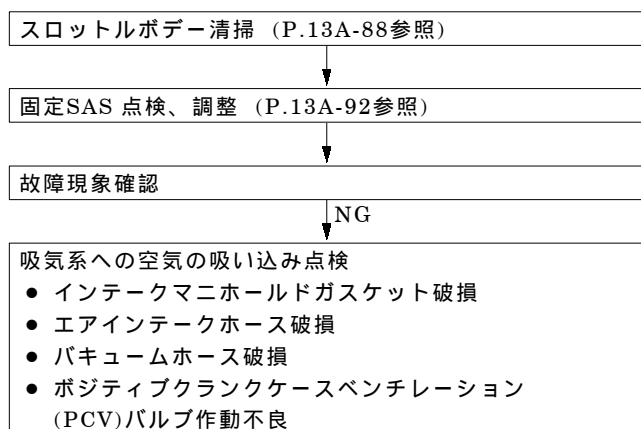 スロットルボデー清掃 (P.13A-88参照)
固定SAS 点検、調整 (P.13A-92参照)
故障現象確認
NG
吸気系への空気の吸い込み点検
● インテークマニホールドガスケット破損
● エアインテークホース破損
● バキュームホース破損
● ポジティブクランクケースベンチレーション
(PCV)バルブ作動不良